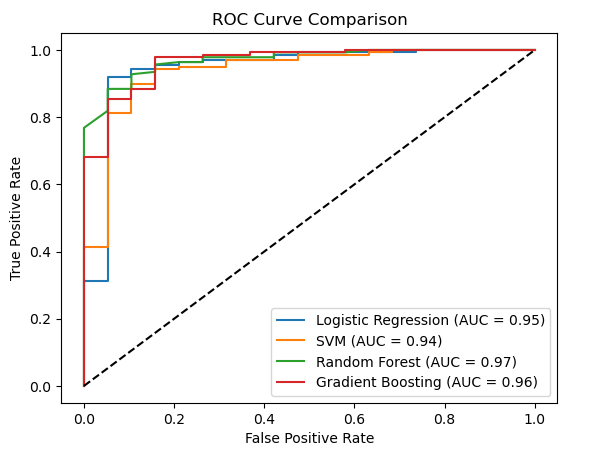 ROC Curve Comparison
1.0
0.8
0.6
0.4
0.2
0.0
True Positive Rate
Logistic Regression (AUC = 0.95)
SVM (AUC = 0.94)
Random Forest (AUC = 0.97)
Gradient Boosting (AUC = 0.96)
0.0 0.2 0.4 0.6 0.8 1.0
False Positive Rate